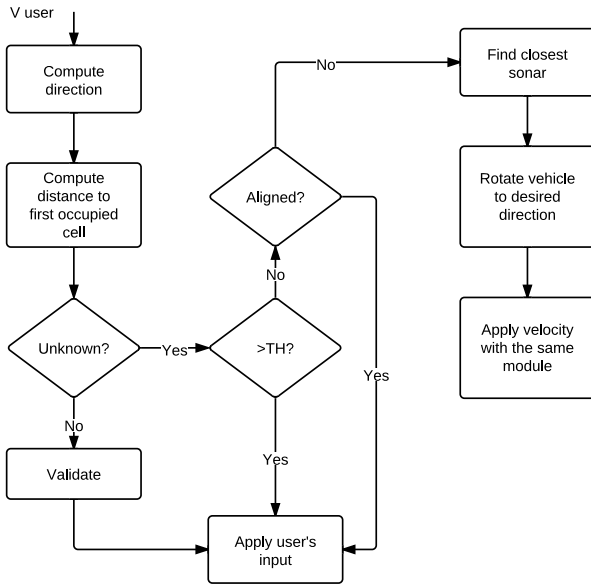 V user
Compute
direction
Compute
distance to
first occupied
cell
Unknown?
Yes
No
Validate
>TH?
No
Yes
Aligned?
No
Yes
Apply user's
input
Find closest
sonar
Rotate vehicle
to desired
direction
Apply velocity
with the same
module